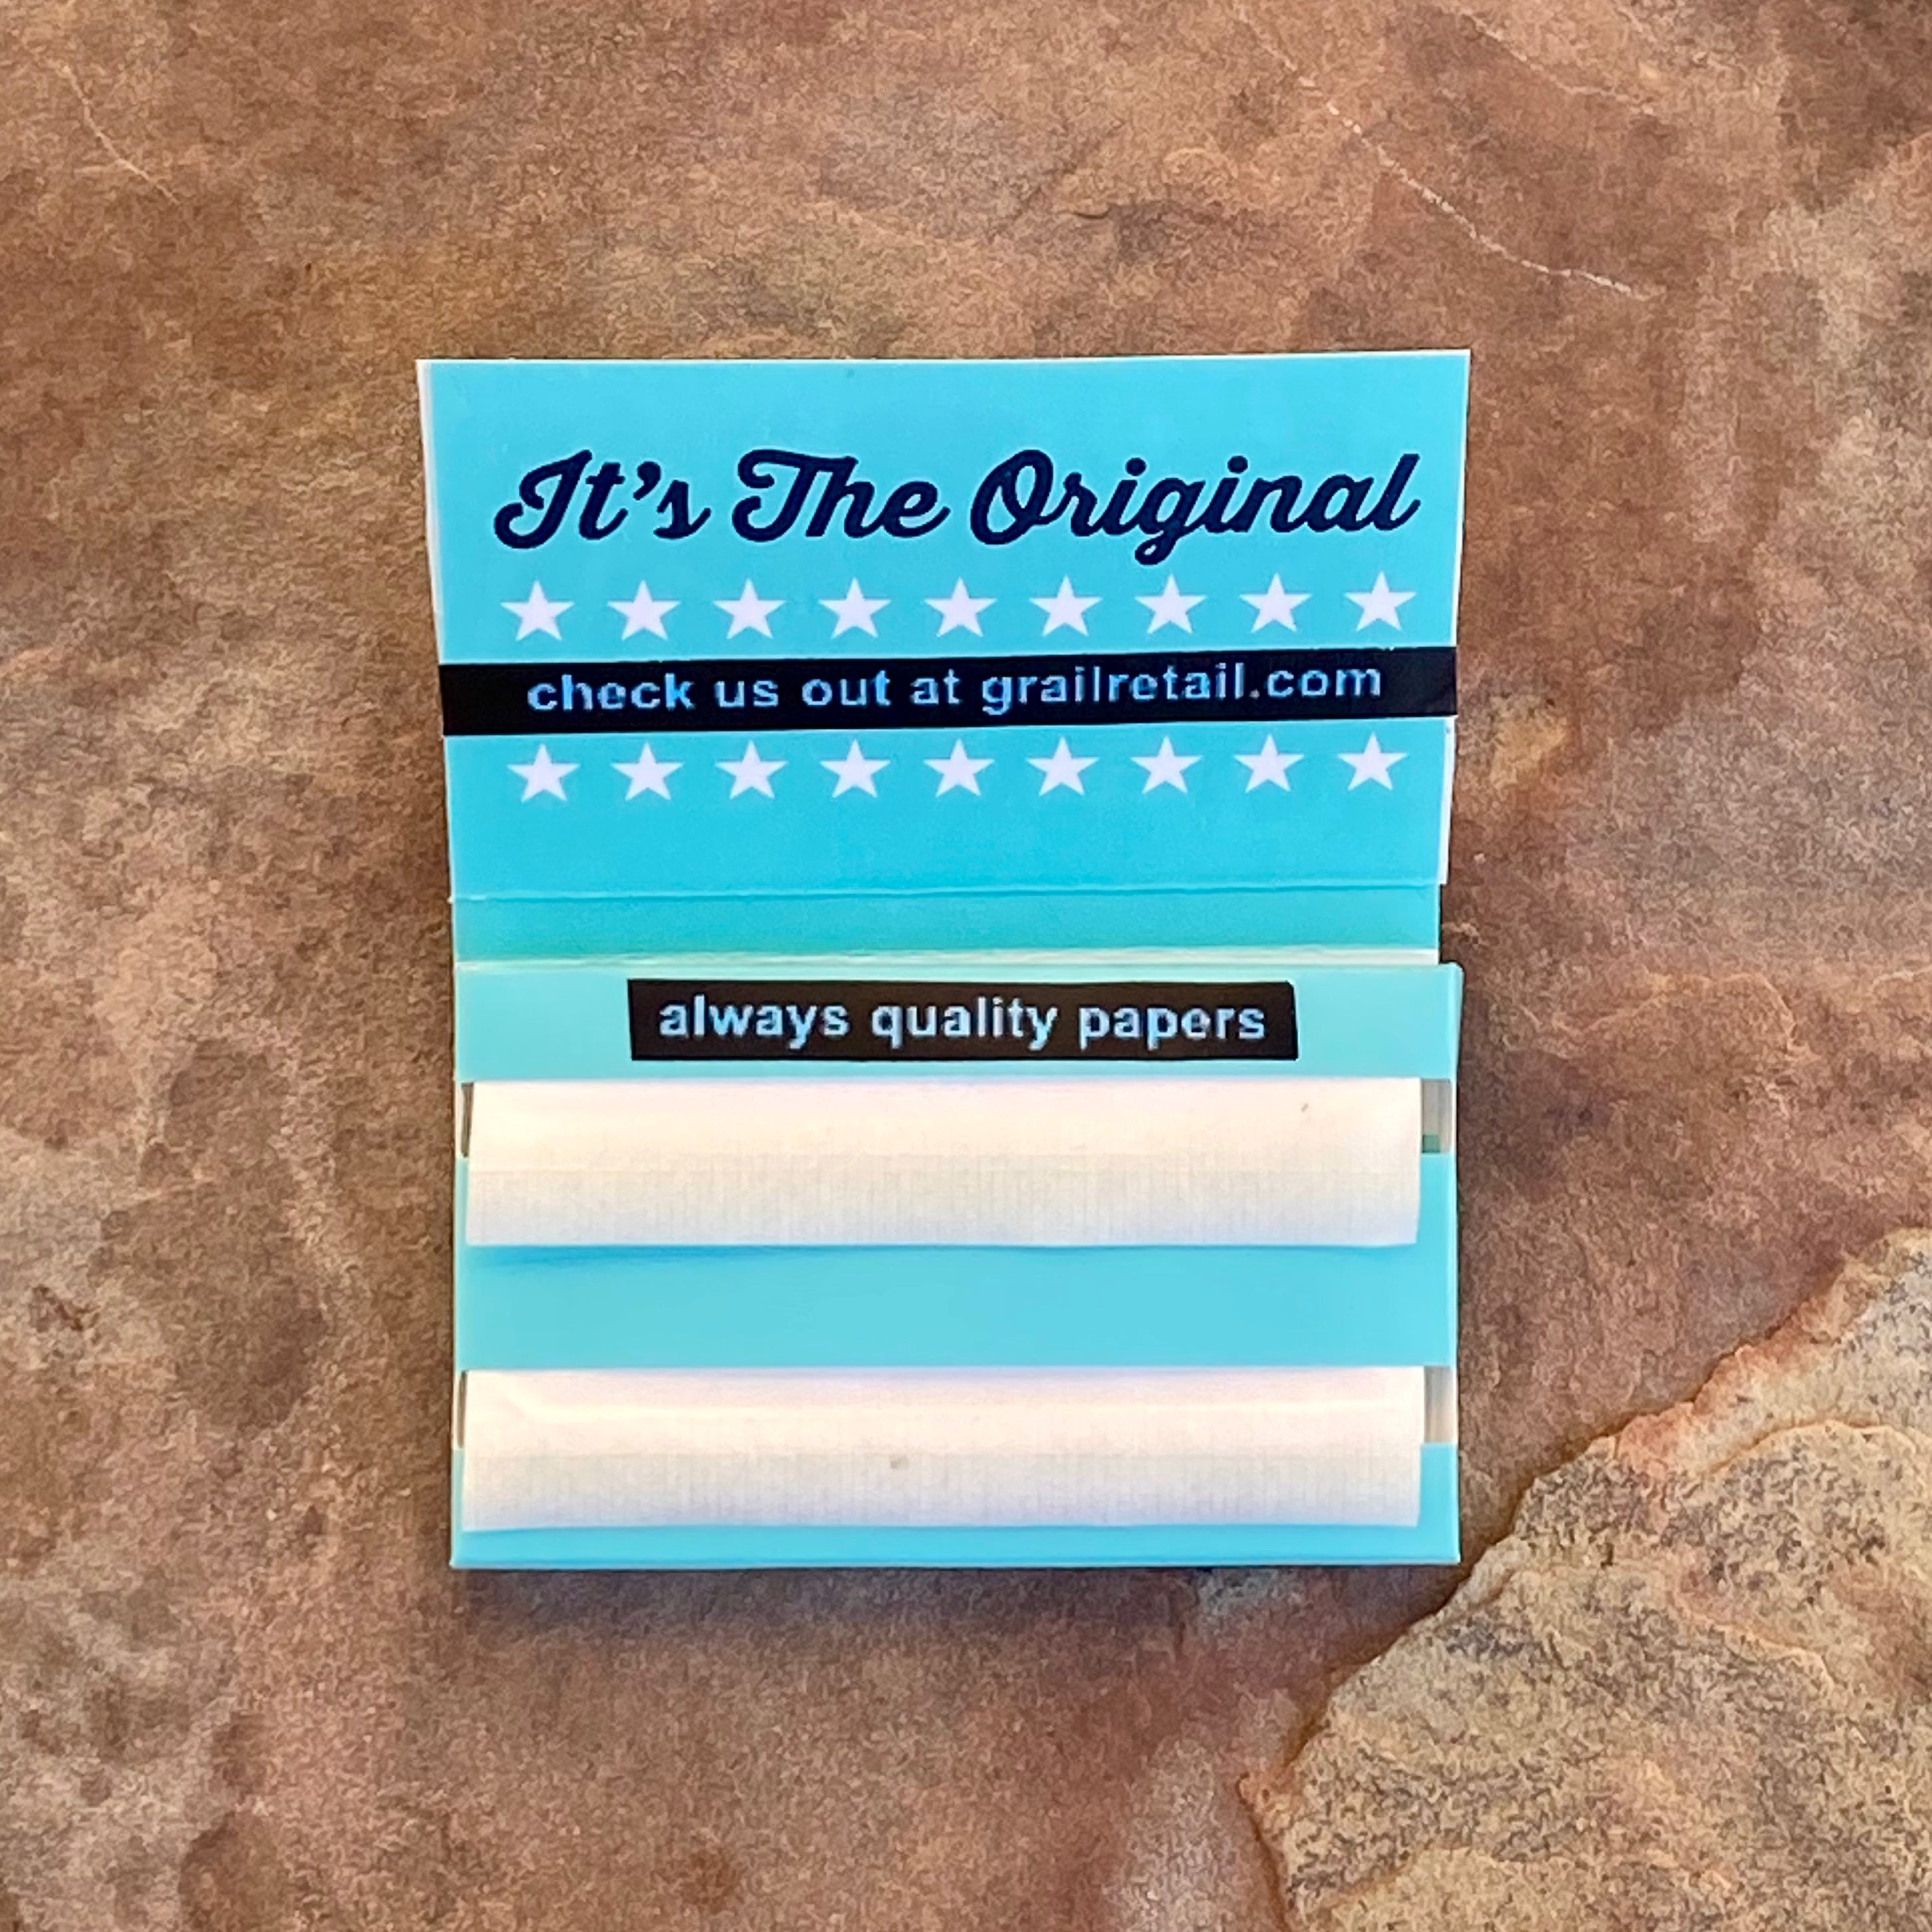 It's The Original
check us out at grailretail.com
always quality papers